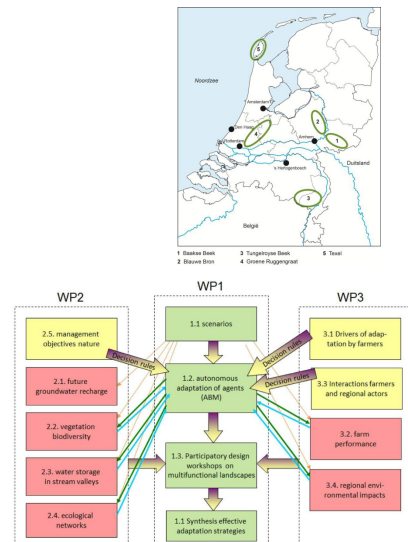 Noordzee
5
Amsterdam
Den Haag
Rotterdam
4
2
Arnhem
1
's Hertogenbosch
Duitsland
3
België
1 Baakse Beek 3 Tungelroyse Beek 5 Texel
2 Blauwe Bron 4 Groene Ruggengraat
WP2
WP1
WP3
2.5. management
objectives nature
2.1. future
groundwater recharge
2.2. vegetation
biodiversity
2.3. water storage
in stream valleys
2.4. ecological
networks
Decision rules
1.1 scenarios
1.2. autonomous
adaptation of agents
(ABM)
1.3. Participatory design
workshops on
multifunctional landscapes
1.1 Synthesis effective
adaptation strategies
Decision rules
Decision rules
3.1 Drivers of adap-
tation by farmers
3.3 Interactions farmers
and regional actors
3.2. farm
performance
3.4. regional envi-
ronmental impacts